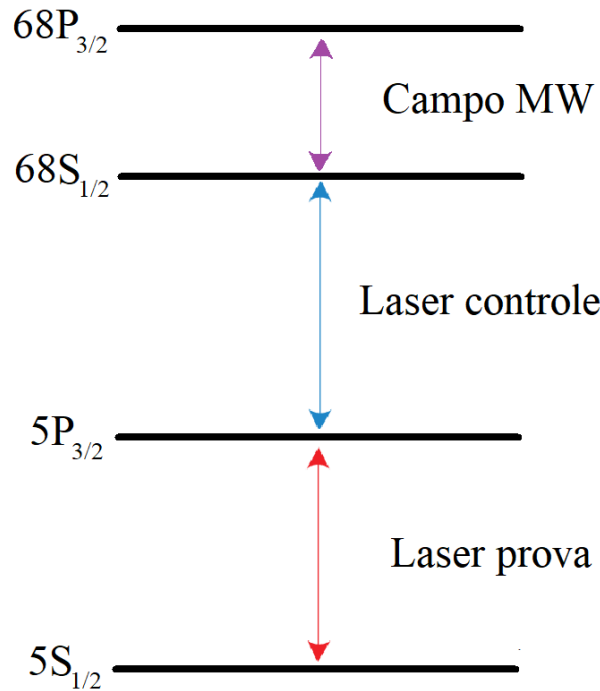 68P3/2
Campo MW
68S1/2
Laser controle
5P3/2
Laser prova
5S1/2